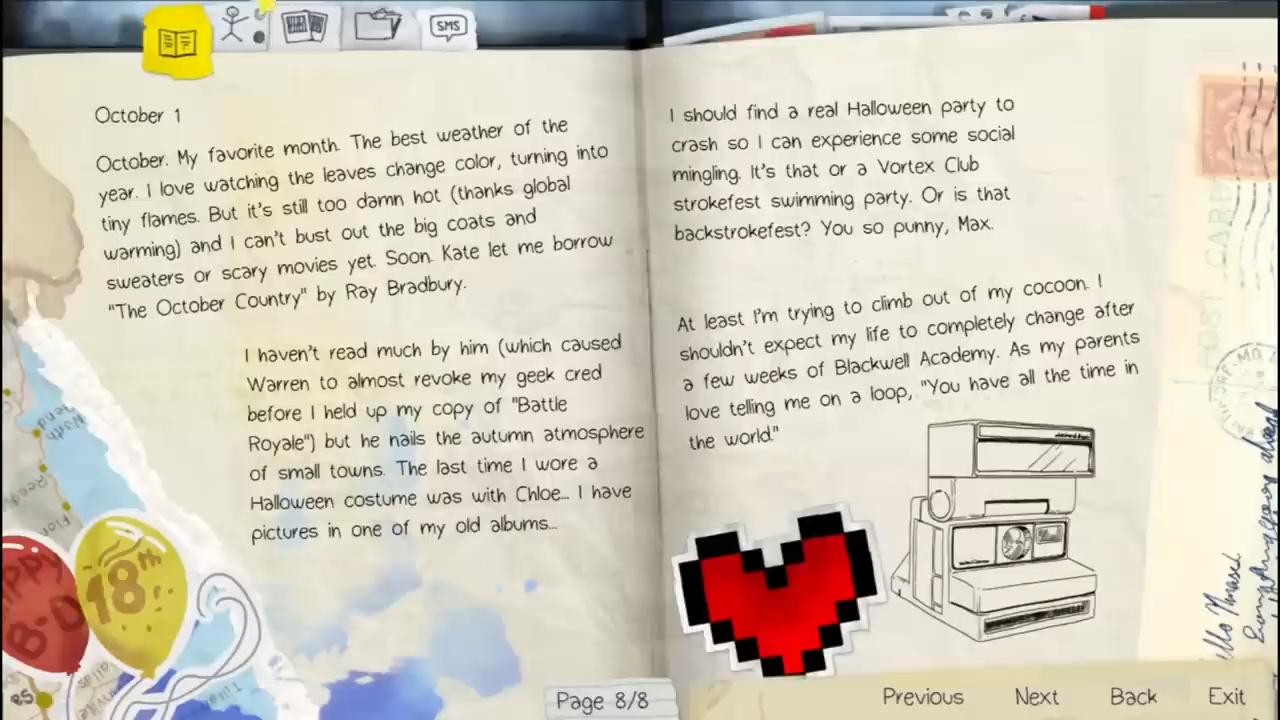 SMS
October 1
October. My favorite month. The best weather of the
year. I love watching the leaves change color, turning into
tiny flames. But it's still too damn hot (thanks global
warming) and I can't bust out the big coats and
sweaters or scary movies yet. Soon. Kate let me borrow
"The October Country" by Ray Bradbury.
I haven't read much by him (which caused
Warren to almost revoke my geek cred
before I held up my copy of "Battle
Royale") but he nails the autumn atmosphere
of small towns. The last time I wore a
Halloween costume was with Chloe... I have
pictures in one of my old albums...
I should find a real Halloween party to
crash so I can experience some social
mingling. It's that or a Vortex Club
strokefest swimming party. Or is that
backstrokefest? You so punny, Max.
At least I'm trying to climb out of my cocoon. I
shouldn't expect my life to completely change after
a few weeks of Blackwell Academy. As my parents
love telling me on a loop, "You have all the time in
the world."
B-D
18th
POST CARD
Page 8/8
Previous
Next
Back
Exit